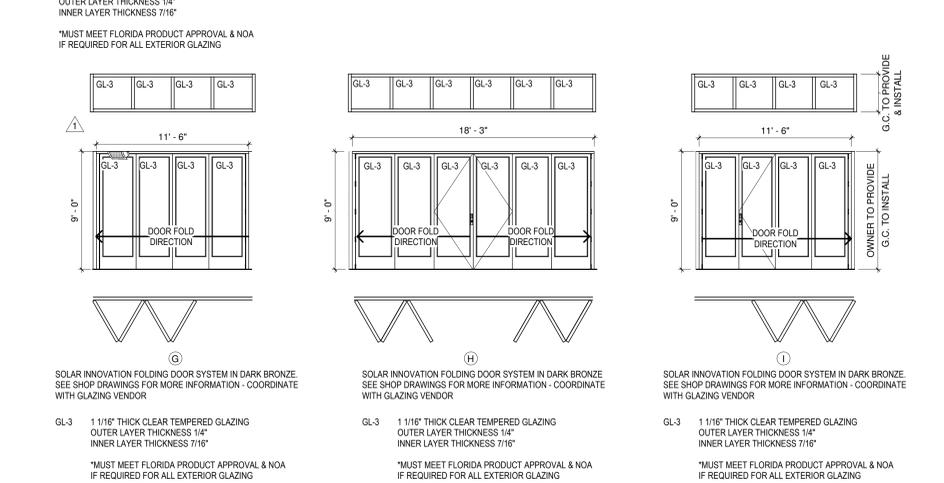 OUTER LAYER THICKNESS 1/4"
INNER LAYER THICKNESS 7/16"
*MUST MEET FLORIDA PRODUCT APPROVAL & NOA
IF REQUIRED FOR ALL EXTERIOR GLAZING
GL-3 GL-3 GL-3 GL-3
GL-3 GL-3 GL-3 GL-3 GL-3 GL-3
GL-3 GL-3 GL-3 GL-3
G.C. TO PROVIDE
& INSTALL
1
11' - 6"
18' - 3"
11' - 6"
GL-3 GL-3 GL-3 GL-3
GL-3 GL-3 GL-3 GL-3 GL-3 GL-3
GL-3 GL-3 GL-3 GL-3
9' - 0"
9' - 0"
9' - 0"
DOOR FOLD
DIRECTION
DOOR FOLD
DIRECTION
DOOR FOLD
DIRECTION
DOOR FOLD
DIRECTION
OWNER TO PROVIDE
G.C. TO INSTALL
G
SOLAR INNOVATION FOLDING DOOR SYSTEM IN DARK BRONZE.
SEE SHOP DRAWINGS FOR MORE INFORMATION - COORDINATE
WITH GLAZING VENDOR
GL-3 1 1/16" THICK CLEAR TEMPERED GLAZING
OUTER LAYER THICKNESS 1/4"
INNER LAYER THICKNESS 7/16"
*MUST MEET FLORIDA PRODUCT APPROVAL & NOA
IF REQUIRED FOR ALL EXTERIOR GLAZING
H
SOLAR INNOVATION FOLDING DOOR SYSTEM IN DARK BRONZE
SEE SHOP DRAWINGS FOR MORE INFORMATION - COORDINATE
WITH GLAZING VENDOR
GL-3 1 1/16" THICK CLEAR TEMPERED GLAZING
OUTER LAYER THICKNESS 1/4"
INNER LAYER THICKNESS 7/16"
*MUST MEET FLORIDA PRODUCT APPROVAL & NOA
IF REQUIRED FOR ALL EXTERIOR GLAZING
I
SOLAR INNOVATION FOLDING DOOR SYSTEM IN DARK BRONZE.
SEE SHOP DRAWINGS FOR MORE INFORMATION - COORDINATE
WITH GLAZING VENDOR
GL-3 1 1/16" THICK CLEAR TEMPERED GLAZING
OUTER LAYER THICKNESS 1/4"
INNER LAYER THICKNESS 7/16"
*MUST MEET FLORIDA PRODUCT APPROVAL & NOA
IF REQUIRED FOR ALL EXTERIOR GLAZING